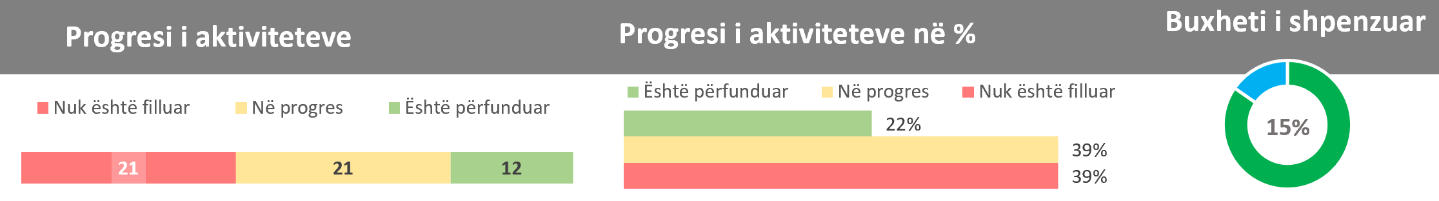 Progresi i aktiviteteve
Nuk është filluar
Në progres
Është përfunduar
21
21
12
Progresi i aktiviteteve në %
Është përfunduar
Në progres
Nuk është filluar
22%
39%
39%
Buxheti i shpenzuar
15%